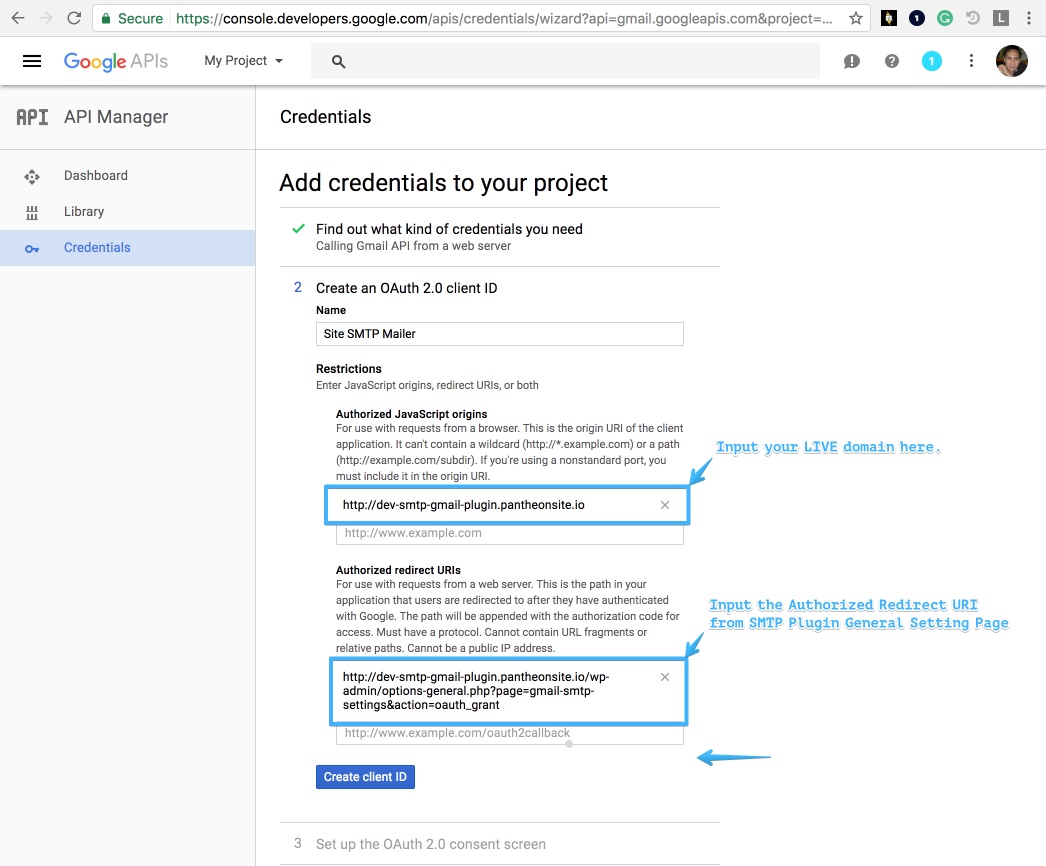 Secure https://console.developers.google.com/apis/credentials/wizard?api=gmail.googleapis.com&project=...
1 G L
Google APIs My Project 1
API API Manager Credentials
Dashboard
Library
Credentials
Add credentials to your project
Find out what kind of credentials you need
Calling Gmail API from a web server
2 Create an OAuth 2.0 client ID
Name
Site SMTP Mailer
Restrictions
Enter JavaScript origins, redirect URIs, or both
Authorized JavaScript origins
For use with requests from a browser. This is the origin URI of the client
application. It can't contain a wildcard (http://*.example.com) or a path
(http://example.com/subdir). If you're using a nonstandard port, you
must include it in the origin URI.
Input your LIVE domain here.
http://dev-smtp-gmail-plugin.pantheonsite.io
http://www.example.com
Authorized redirect URIs
For use with requests from a web server. This is the path in your
application that users are redirected to after they have authenticated
with Google. The path will be appended with the authorization code for
access. Must have a protocol. Cannot contain URL fragments or
relative paths. Cannot be a public IP address.
Input the Authorized Redirect URI
from SMTP Plugin General Setting Page
http://dev-smtp-gmail-plugin.pantheonsite.io/wp-
admin/options-general.php?page=gmail-smtp-
settings&action=oauth_grant
http://www.example.com/oauth2callback
Create client ID
3 Set up the OAuth 2.0 consent screen